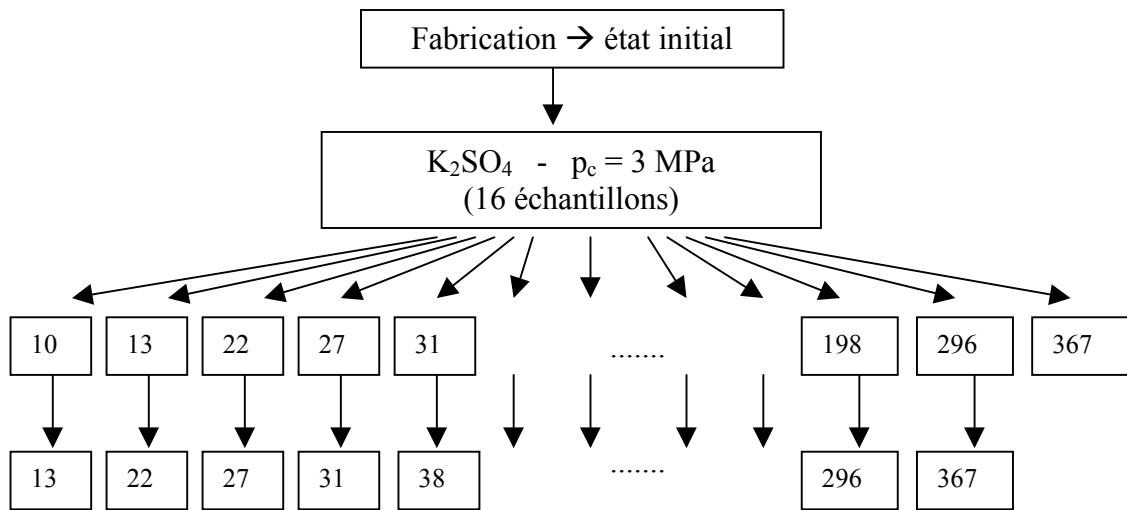 Fabrication → état initial
K₂SO₄ - p_c = 3 MPa
(16 échantillons)
10 13 22 27 31 ....... 198 296 367
13 22 27 31 38 ....... 296 367